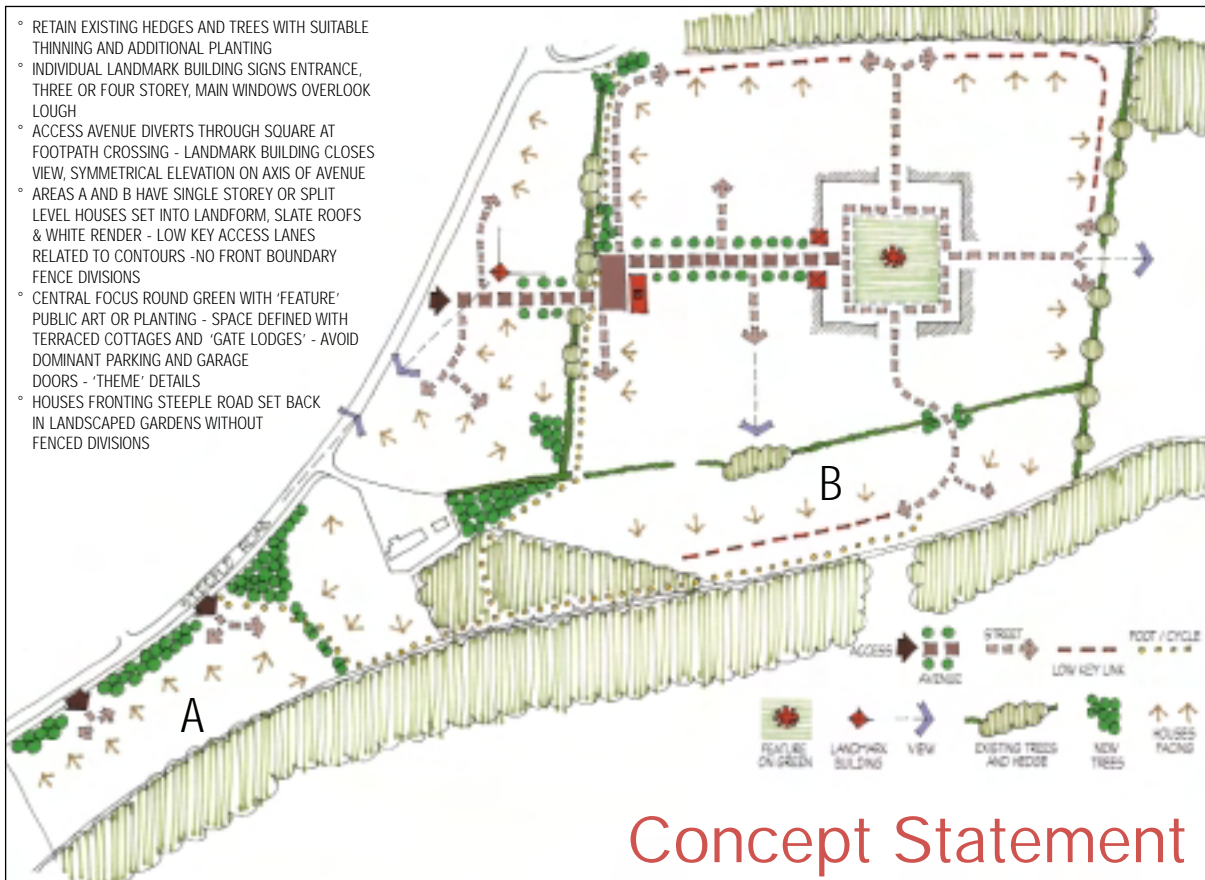 ° RETAIN EXISTING HEDGES AND TREES WITH SUITABLE
THINNING AND ADDITIONAL PLANTING
° INDIVIDUAL LANDMARK BUILDING SIGNS ENTRANCE,
THREE OR FOUR STOREY, MAIN WINDOWS OVERLOOK
LOUGH
° ACCESS AVENUE DIVERTS THROUGH SQUARE AT
FOOTPATH CROSSING - LANDMARK BUILDING CLOSES
VIEW, SYMMETRICAL ELEVATION ON AXIS OF AVENUE
° AREAS A AND B HAVE SINGLE STOREY OR SPLIT
LEVEL HOUSES SET INTO LANDFORM, SLATE ROOFS
& WHITE RENDER - LOW KEY ACCESS LANES
RELATED TO CONTOURS -NO FRONT BOUNDARY
FENCE DIVISIONS
° CENTRAL FOCUS ROUND GREEN WITH ‘FEATURE’
PUBLIC ART OR PLANTING - SPACE DEFINED WITH
TERRACED COTTAGES AND ‘GATE LODGES’ - AVOID
DOMINANT PARKING AND GARAGE
DOORS - ‘THEME’ DETAILS
° HOUSES FRONTING STEEPLE ROAD SET BACK
IN LANDSCAPED GARDENS WITHOUT
FENCED DIVISIONS
B
A
ACCESS
AVENUE
STREET
LOW KEY LINK
FOOT / CYCLE
FEATURE
ON GREEN
LANDMARK
BUILDING
VIEW
EXISTING TREES
AND HEDGE
NEW
TREES
HOUSES
FACING
Concept Statement